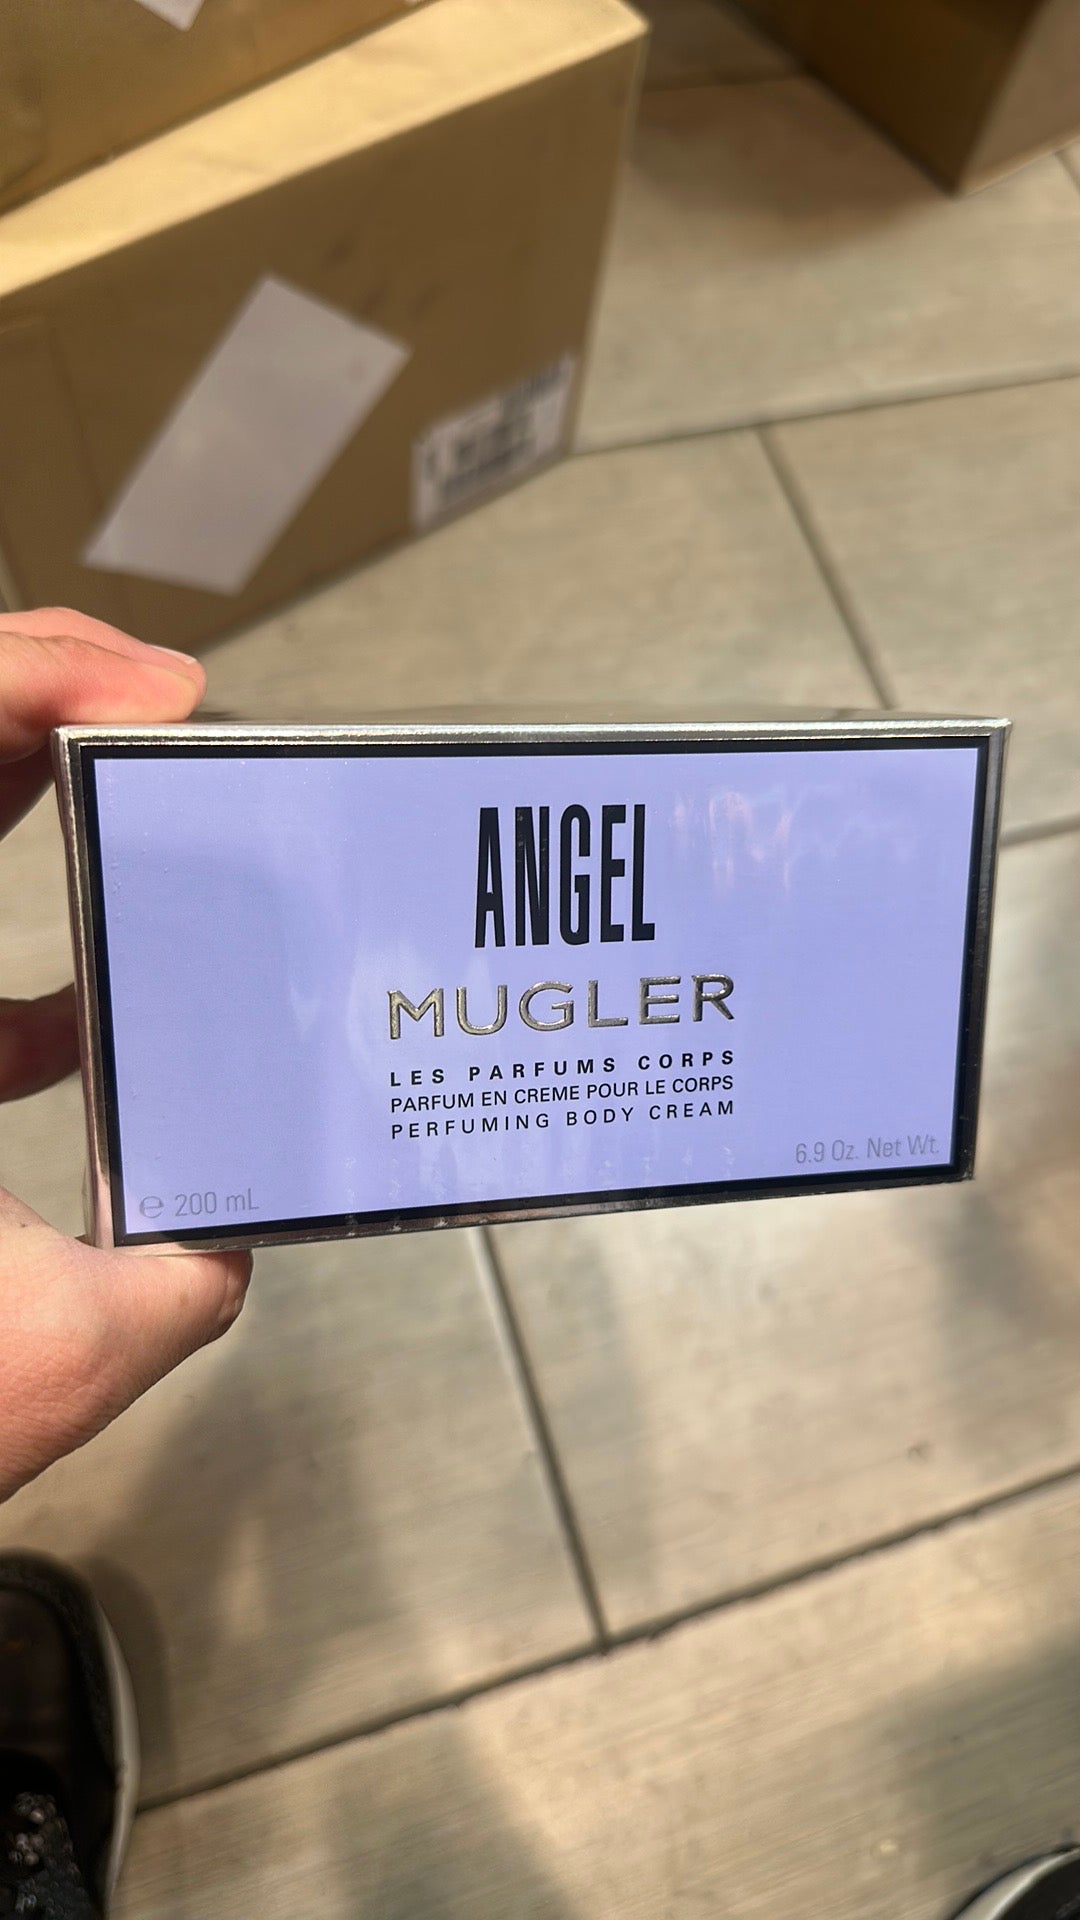 ANGEL
MUGLER
LES PARFUMS CORPS
PARFUM EN CREME POUR LE CORPS
PERFUMING BODY CREAM
6.9 Oz. Net Wt.
℮ 200 mL